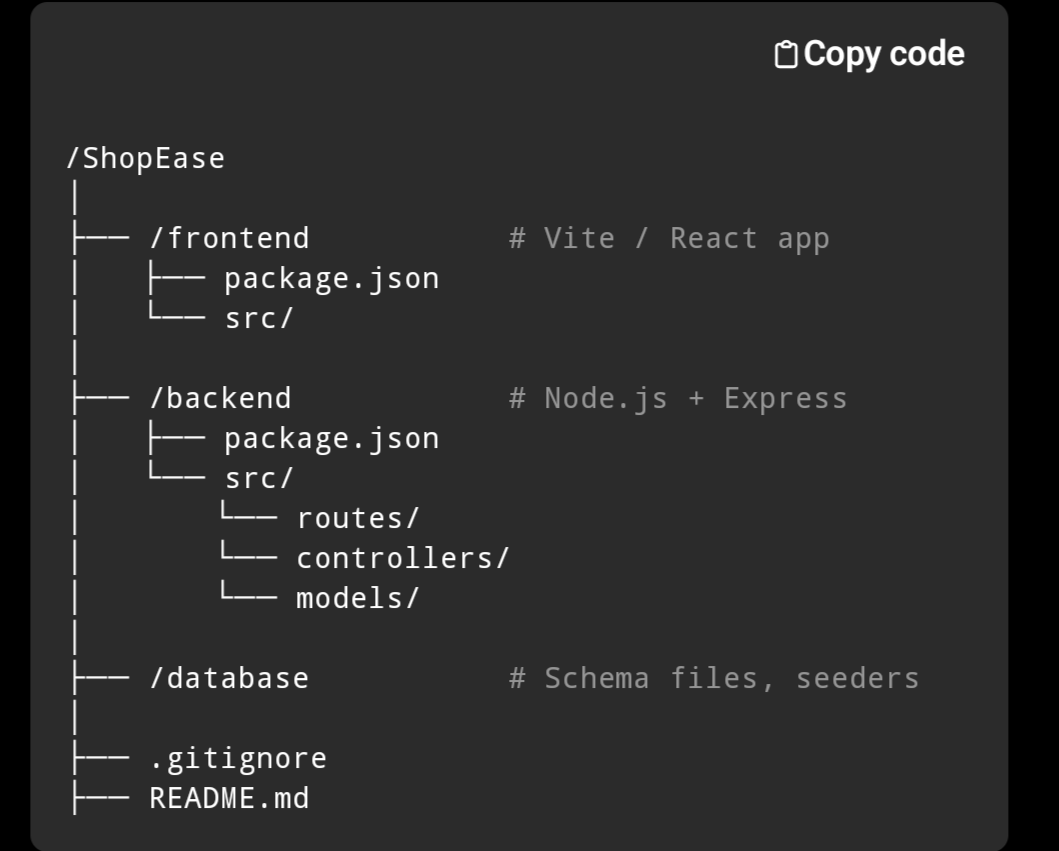 Copy code
/ShopEase
│
├── /frontend           # Vite / React app
│   ├── package.json
│   └── src/
│
├── /backend            # Node.js + Express
│   ├── package.json
│   └── src/
│       └── routes/
│       └── controllers/
│       └── models/
│
├── /database           # Schema files, seeders
│
├── .gitignore
├── README.md